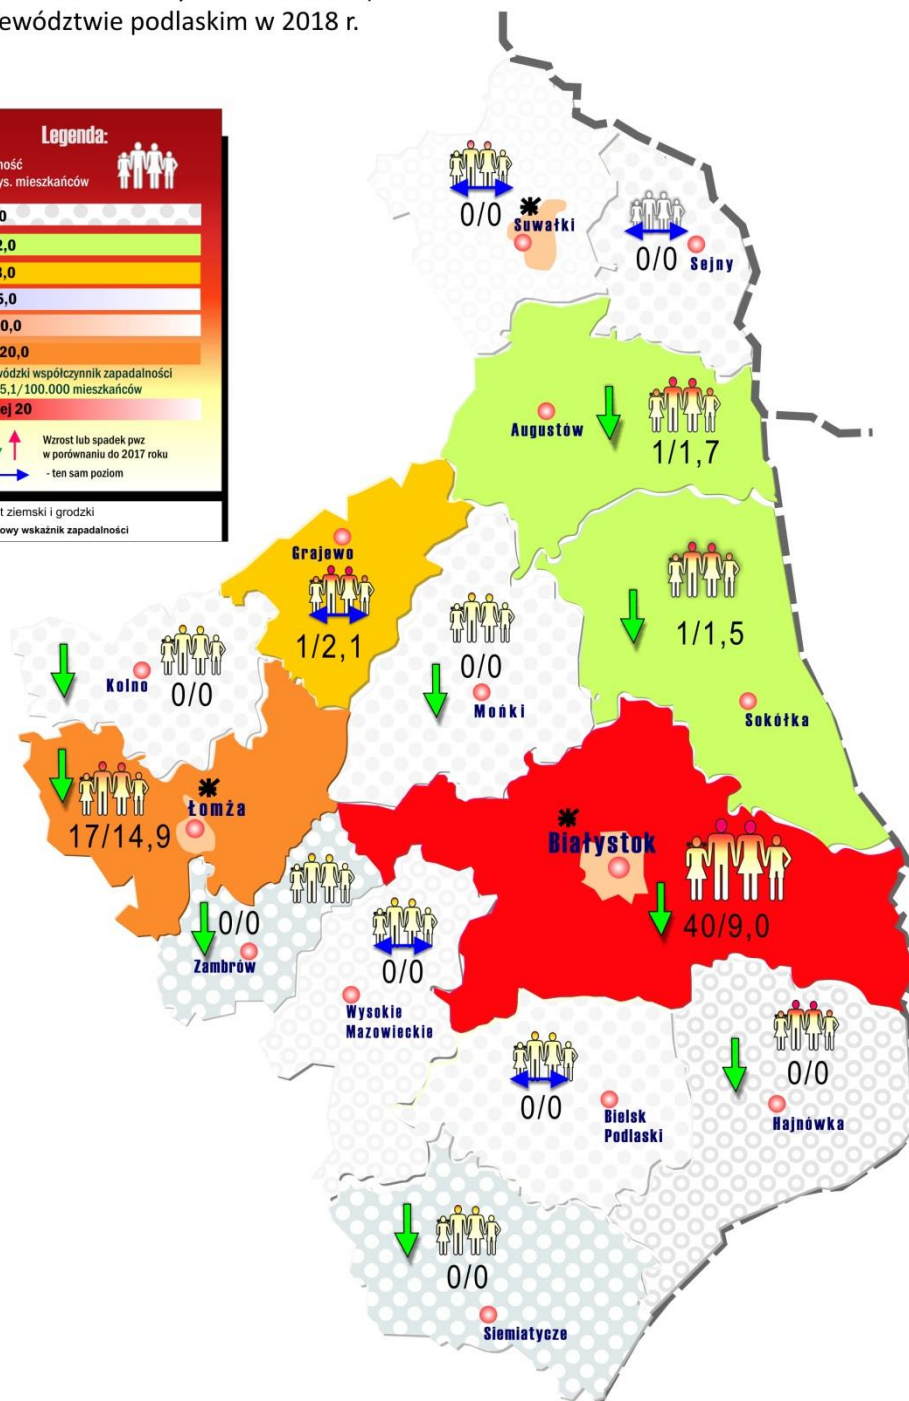 ewództwie podlaskim w 2018 r.
Legenda:
ność
ys. mieszkańców
0
2,0
3,0
5,0
0,0
20,0
wódzki współczynnik zapadalności
5,1/100.000 mieszkańców
ej 20
Wzrost lub spadek pwz
w porównaniu do 2017 roku
- ten sam poziom
t ziemski i grodzki
owy wskaźnik zapadalności
0/0
Suwałki
0/0
Sejny
Augustów
1/1,7
Grajewo
1/2,1
1/1,5
Sokółka
0/0
Mońki
Kolno
0/0
Łomża
17/14,9
Białystok
40/9,0
0/0
Zambrów
0/0
Wysokie
Mazowieckie
0/0
Bielsk
Podlaski
0/0
Hajnówka
0/0
Siemiatycze